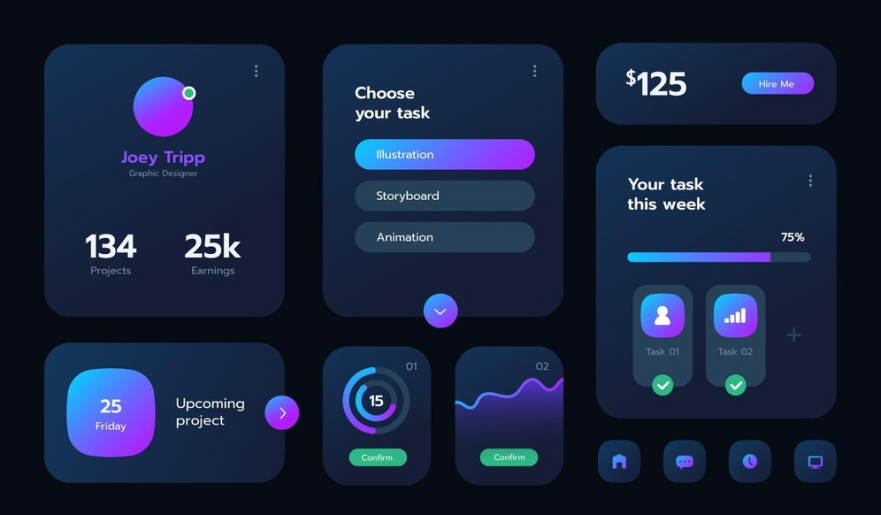 Joey Tripp
Graphic Designer
134
Projects
25k
Earnings
Choose
your task
Illustration
Storyboard
Animation
$125
Hire Me
Your task
this week
75%
Task 01
Task 02
25
Friday
Upcoming
project
01
15
Confirm
02
Confirm